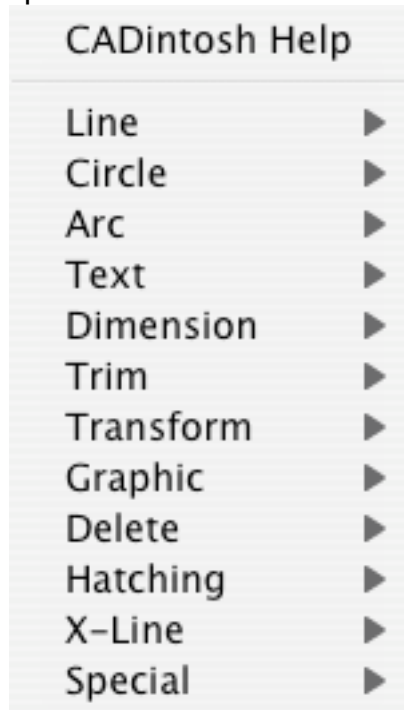 CADintosh Help
Line
Circle
Arc
Text
Dimension
Trim
Transform
Graphic
Delete
Hatching
X-Line
Special